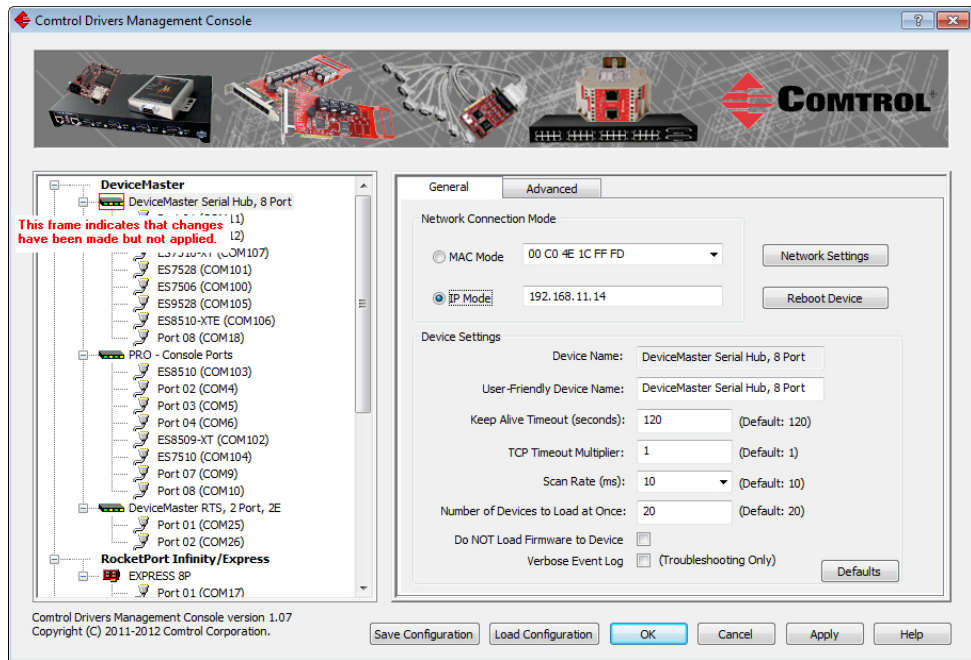 Comtrol Drivers Management Console
COMTROL
DeviceMaster
DeviceMaster Serial Hub, 8 Port
This frame indicates that changes
have been made but not applied.
ES7510-XT (COM107)
ES7528 (COM101)
ES7506 (COM100)
ES9528 (COM105)
ES8510-XTE (COM106)
Port 08 (COM18)
PRO - Console Ports
ES8510 (COM103)
Port 02 (COM4)
Port 03 (COM5)
Port 04 (COM6)
ES8509-XT (COM102)
ES7510 (COM104)
Port 07 (COM9)
Port 08 (COM10)
DeviceMaster RTS, 2 Port, 2E
Port 01 (COM25)
Port 02 (COM26)
RocketPort Infinity/Express
EXPRESS 8P
Port 01 (COM17)
General
Advanced
Network Connection Mode
MAC Mode
00 C0 4E 1C FF FD
Network Settings
IP Mode
192.168.11.14
Reboot Device
Device Settings
Device Name: DeviceMaster Serial Hub, 8 Port
User-Friendly Device Name: DeviceMaster Serial Hub, 8 Port
Keep Alive Timeout (seconds): 120 (Default: 120)
TCP Timeout Multiplier: 1 (Default: 1)
Scan Rate (ms): 10 (Default: 10)
Number of Devices to Load at Once: 20 (Default: 20)
Do NOT Load Firmware to Device
Verbose Event Log (Troubleshooting Only)
Defaults
Comtrol Drivers Management Console version 1.07
Copyright (C) 2011-2012 Comtrol Corporation.
Save Configuration
Load Configuration
OK
Cancel
Apply
Help